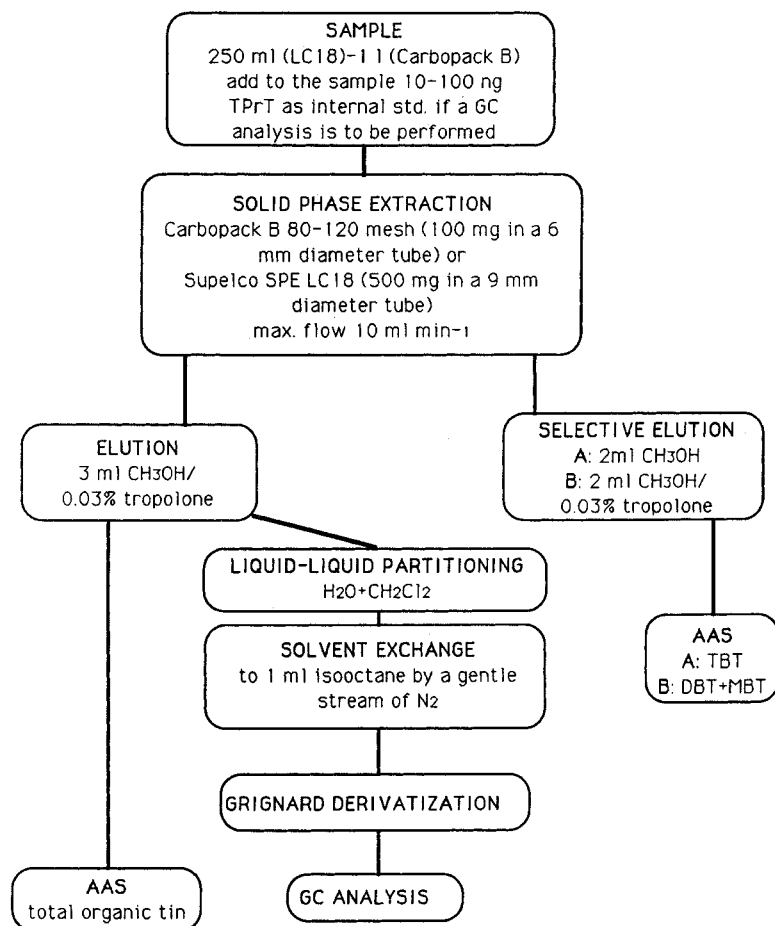 SAMPLE
250 ml (LC18)-1 l (Carbopack B)
add to the sample 10-100 ng
TPrT as internal std. if a GC
analysis is to be performed
SOLID PHASE EXTRACTION
Carbopack B 80-120 mesh (100 mg in a 6
mm diameter tube) or
Supelco SPE LC18 (500 mg in a 9 mm
diameter tube)
max. flow 10 ml min-1
ELUTION
3 ml CH3OH/
0.03% tropolone
SELECTIVE ELUTION
A: 2ml CH3OH
B: 2 ml CH3OH/
0.03% tropolone
LIQUID-LIQUID PARTITIONING
H2O+CH2Cl2
SOLVENT EXCHANGE
to 1 ml isooctane by a gentle
stream of N2
AAS
A: TBT
B: DBT+MBT
GRIGNARD DERIVATIZATION
AAS
total organic tin
GC ANALYSIS